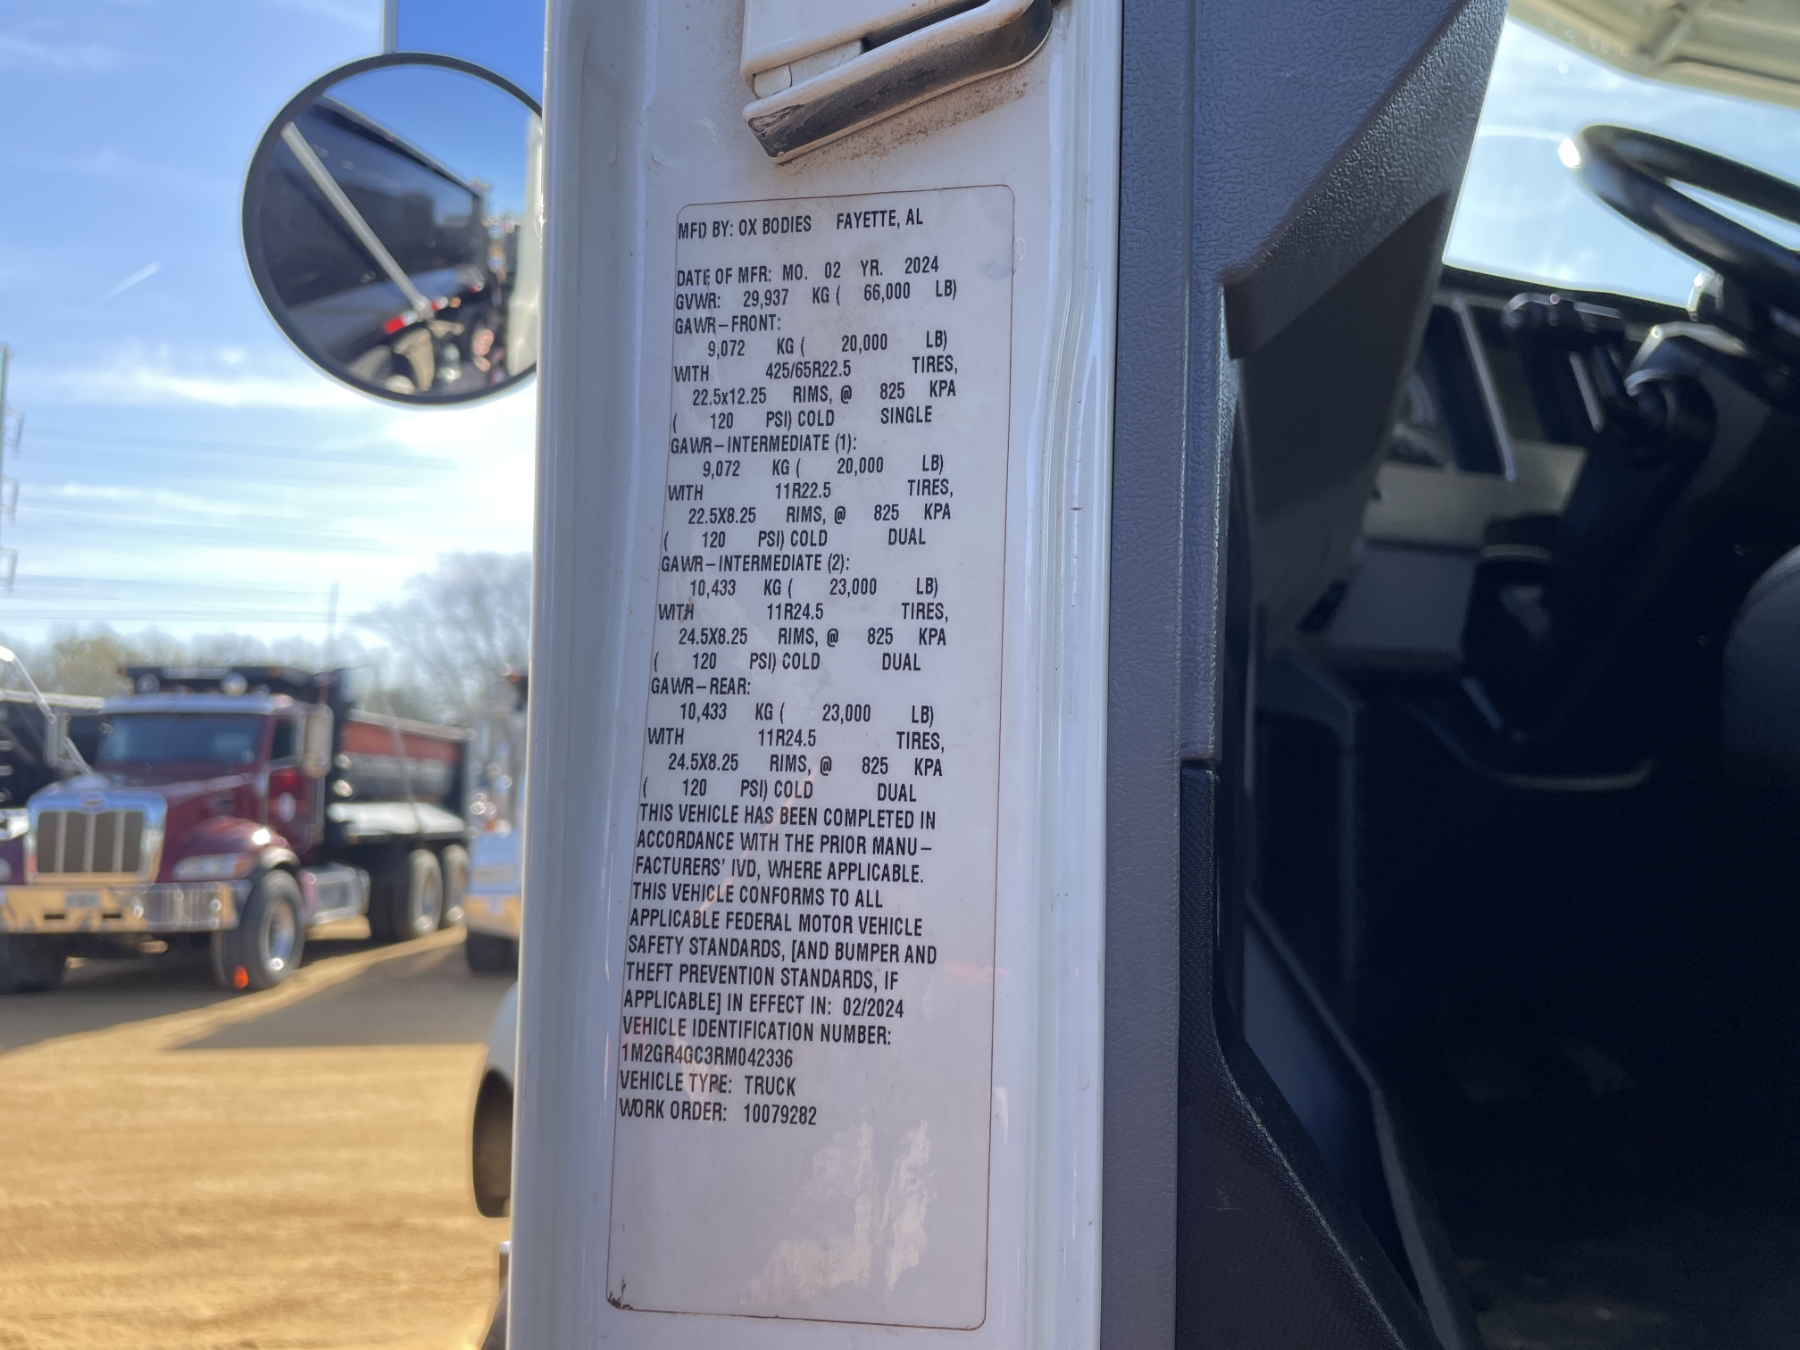 MFD BY: OX BODIES FAYETTE, AL
DATE OF MFR: MO. 02 YR. 2024
GVWR: 29,937 KG ( 66,000 LB)
GAWR-FRONT:
9,072 KG ( 20,000 LB)
WITH 425/65R22.5 TIRES,
22.5x12.25 RIMS, @ 825 KPA
( 120 PSI) COLD SINGLE
GAWR-INTERMEDIATE (1):
9,072 KG ( 20,000 LB)
WITH 11R22.5 TIRES,
22.5X8.25 RIMS, @ 825 KPA
( 120 PSI) COLD DUAL
GAWR-INTERMEDIATE (2):
10,433 KG ( 23,000 LB)
WITH 11R24.5 TIRES,
24.5X8.25 RIMS, @ 825 KPA
( 120 PSI) COLD DUAL
GAWR-REAR:
10,433 KG ( 23,000 LB)
WITH 11R24.5 TIRES,
24.5X8.25 RIMS, @ 825 KPA
( 120 PSI) COLD DUAL
THIS VEHICLE HAS BEEN COMPLETED IN
ACCORDANCE WITH THE PRIOR MANU-
FACTURERS' IVD, WHERE APPLICABLE.
THIS VEHICLE CONFORMS TO ALL
APPLICABLE FEDERAL MOTOR VEHICLE
SAFETY STANDARDS, [AND BUMPER AND
THEFT PREVENTION STANDARDS, IF
APPLICABLE] IN EFFECT IN: 02/2024
VEHICLE IDENTIFICATION NUMBER:
1M2GR4GC3RM042336
VEHICLE TYPE: TRUCK
WORK ORDER: 10079282